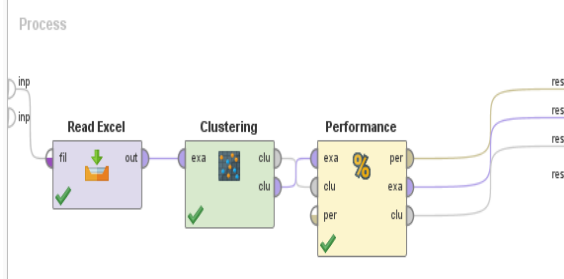 Process
inp
inp
res
res
res
res
Read Excel
fil
out
Clustering
exa
clu
clu
Performance
exa
clu
per
%
per
exa
clu